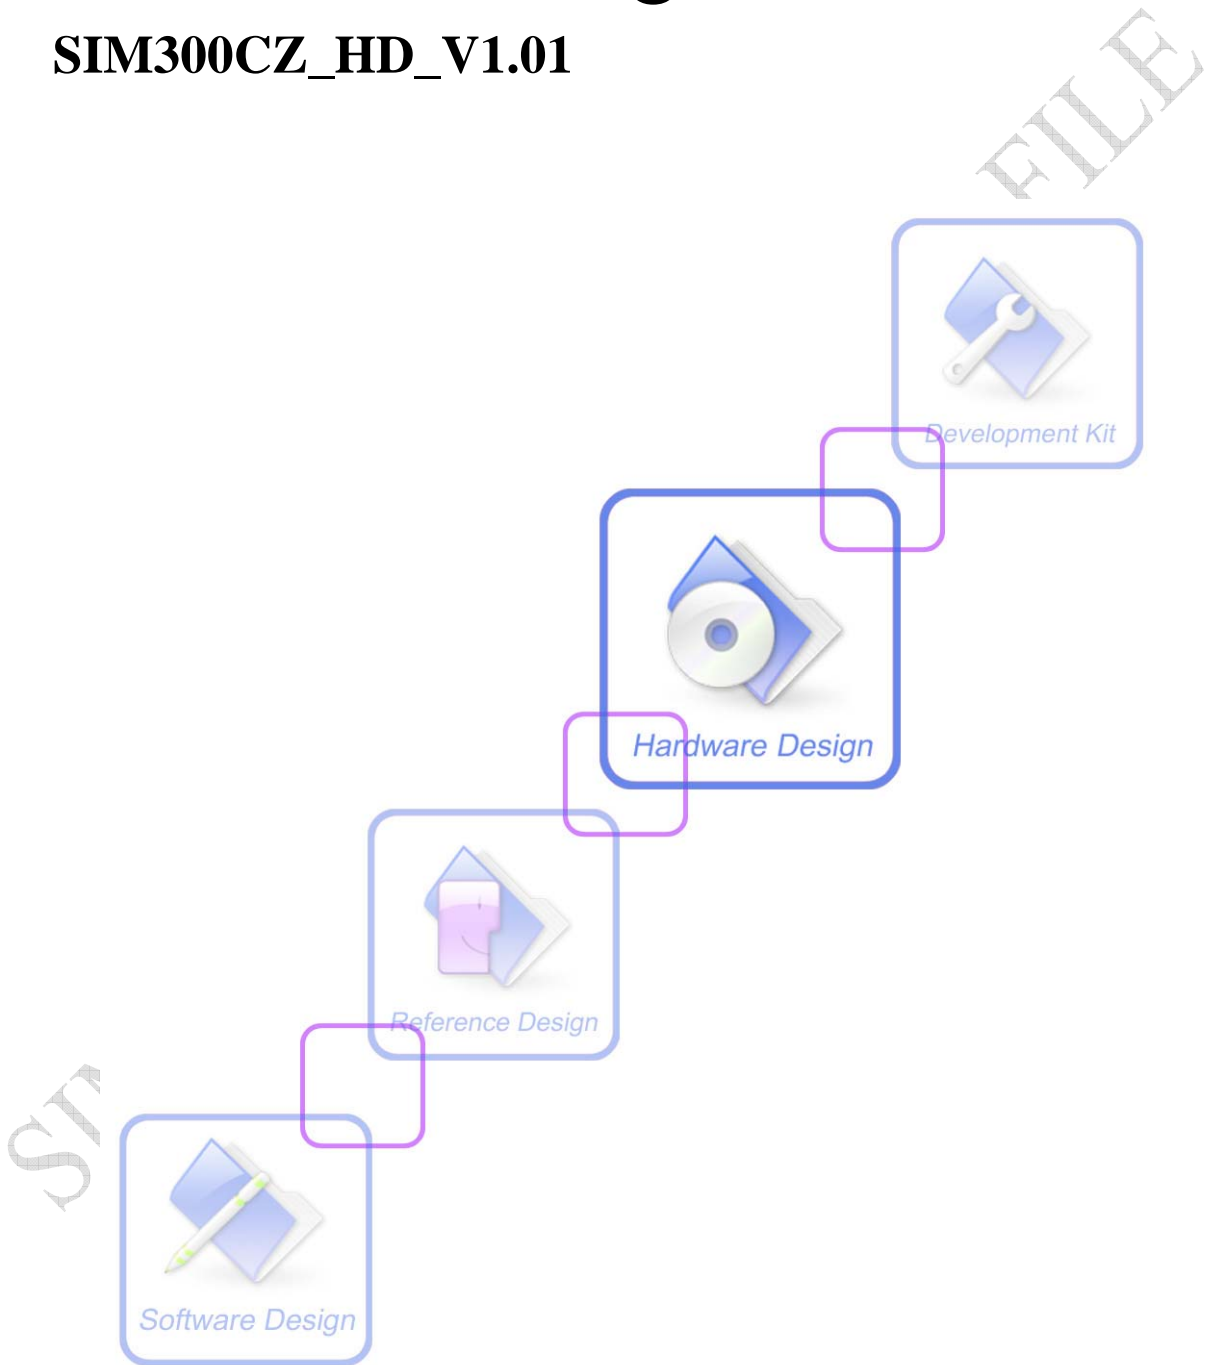 SIM300CZ_HD_V1.01
FILE
Development Kit
Hardware Design
Reference Design
Software Design